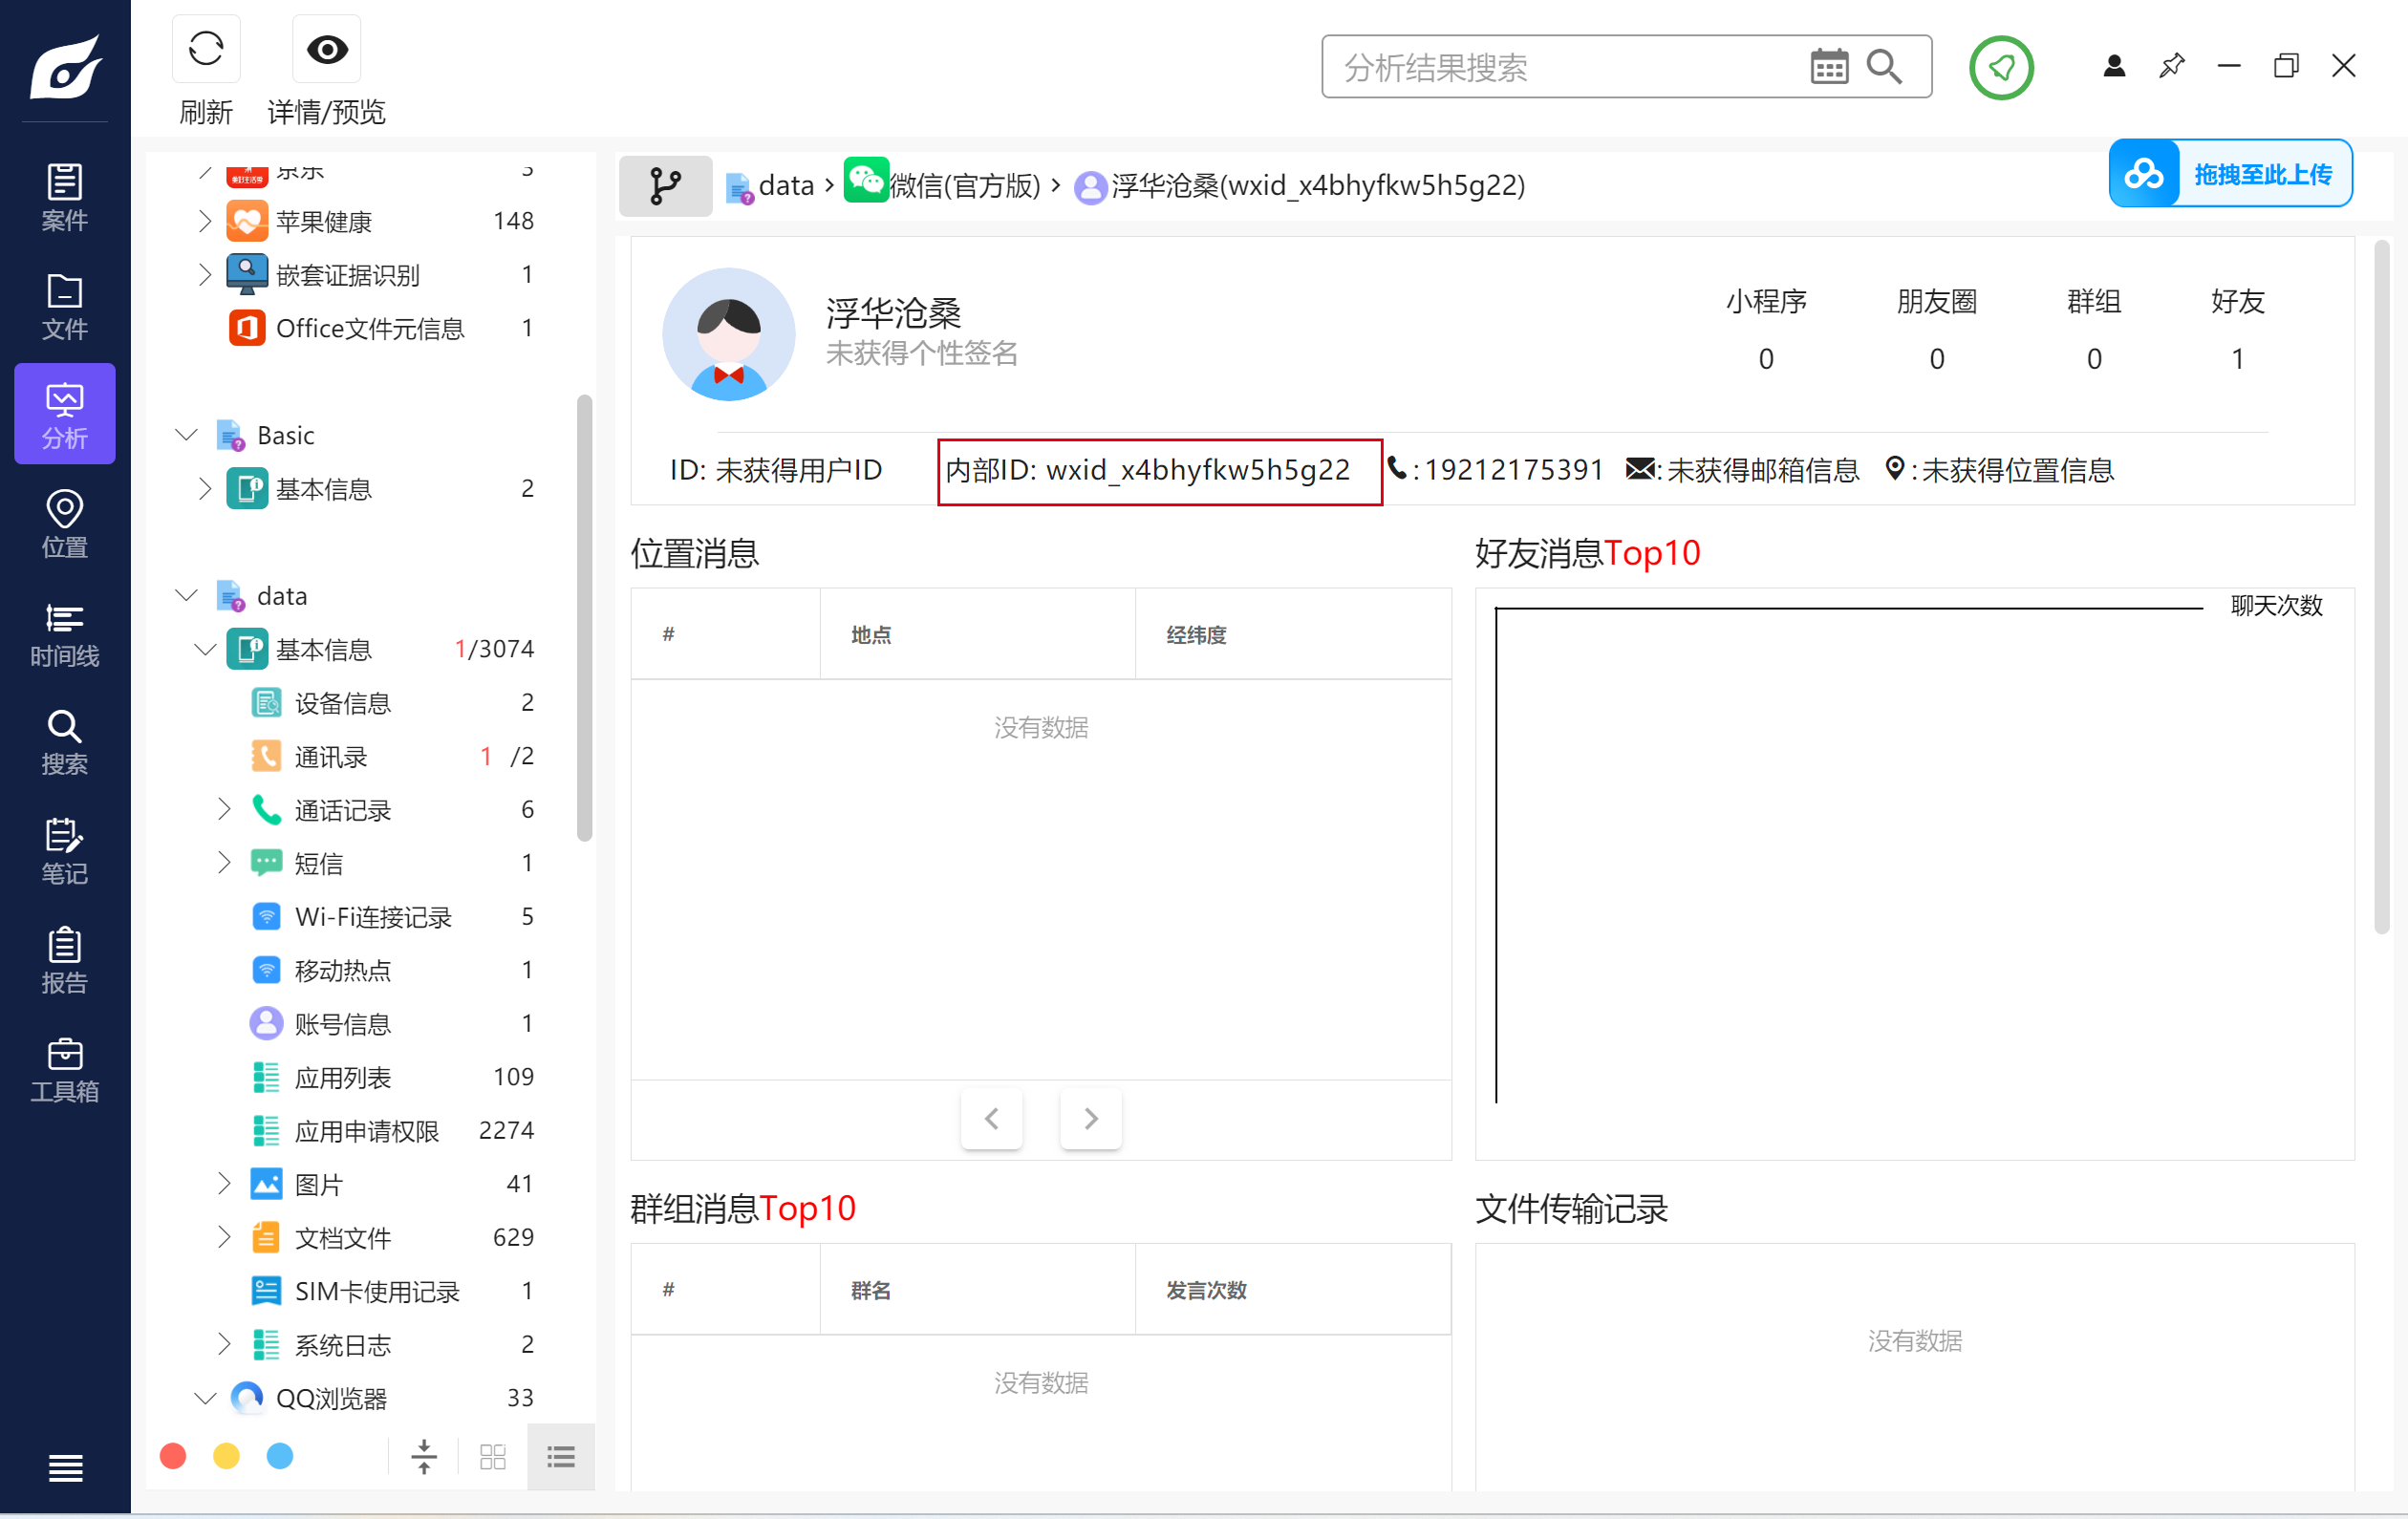 刷新
详情/预览
分析结果搜索
案件
文件
分析
位置
时间线
搜索
笔记
报告
工具箱
京东 3
苹果健康 148
嵌套证据识别 1
Office文件元信息 1
Basic
基本信息 2
data
基本信息 1/3074
设备信息 2
通讯录 1 /2
通话记录 6
短信 1
Wi-Fi连接记录 5
移动热点 1
账号信息 1
应用列表 109
应用申请权限 2274
图片 41
文档文件 629
SIM卡使用记录 1
系统日志 2
QQ浏览器 33
data › 微信(官方版) › 浮华沧桑(wxid_x4bhyfkw5h5g22)
拖拽至此上传
浮华沧桑
未获得个性签名
小程序 朋友圈 群组 好友
0 0 0 1
ID: 未获得用户ID 内部ID: wxid_x4bhyfkw5h5g22 : 19212175391 : 未获得邮箱信息 : 未获得位置信息
位置消息
# 地点 经纬度
没有数据
好友消息Top10
聊天次数
群组消息Top10
# 群名 发言次数
没有数据
文件传输记录
没有数据